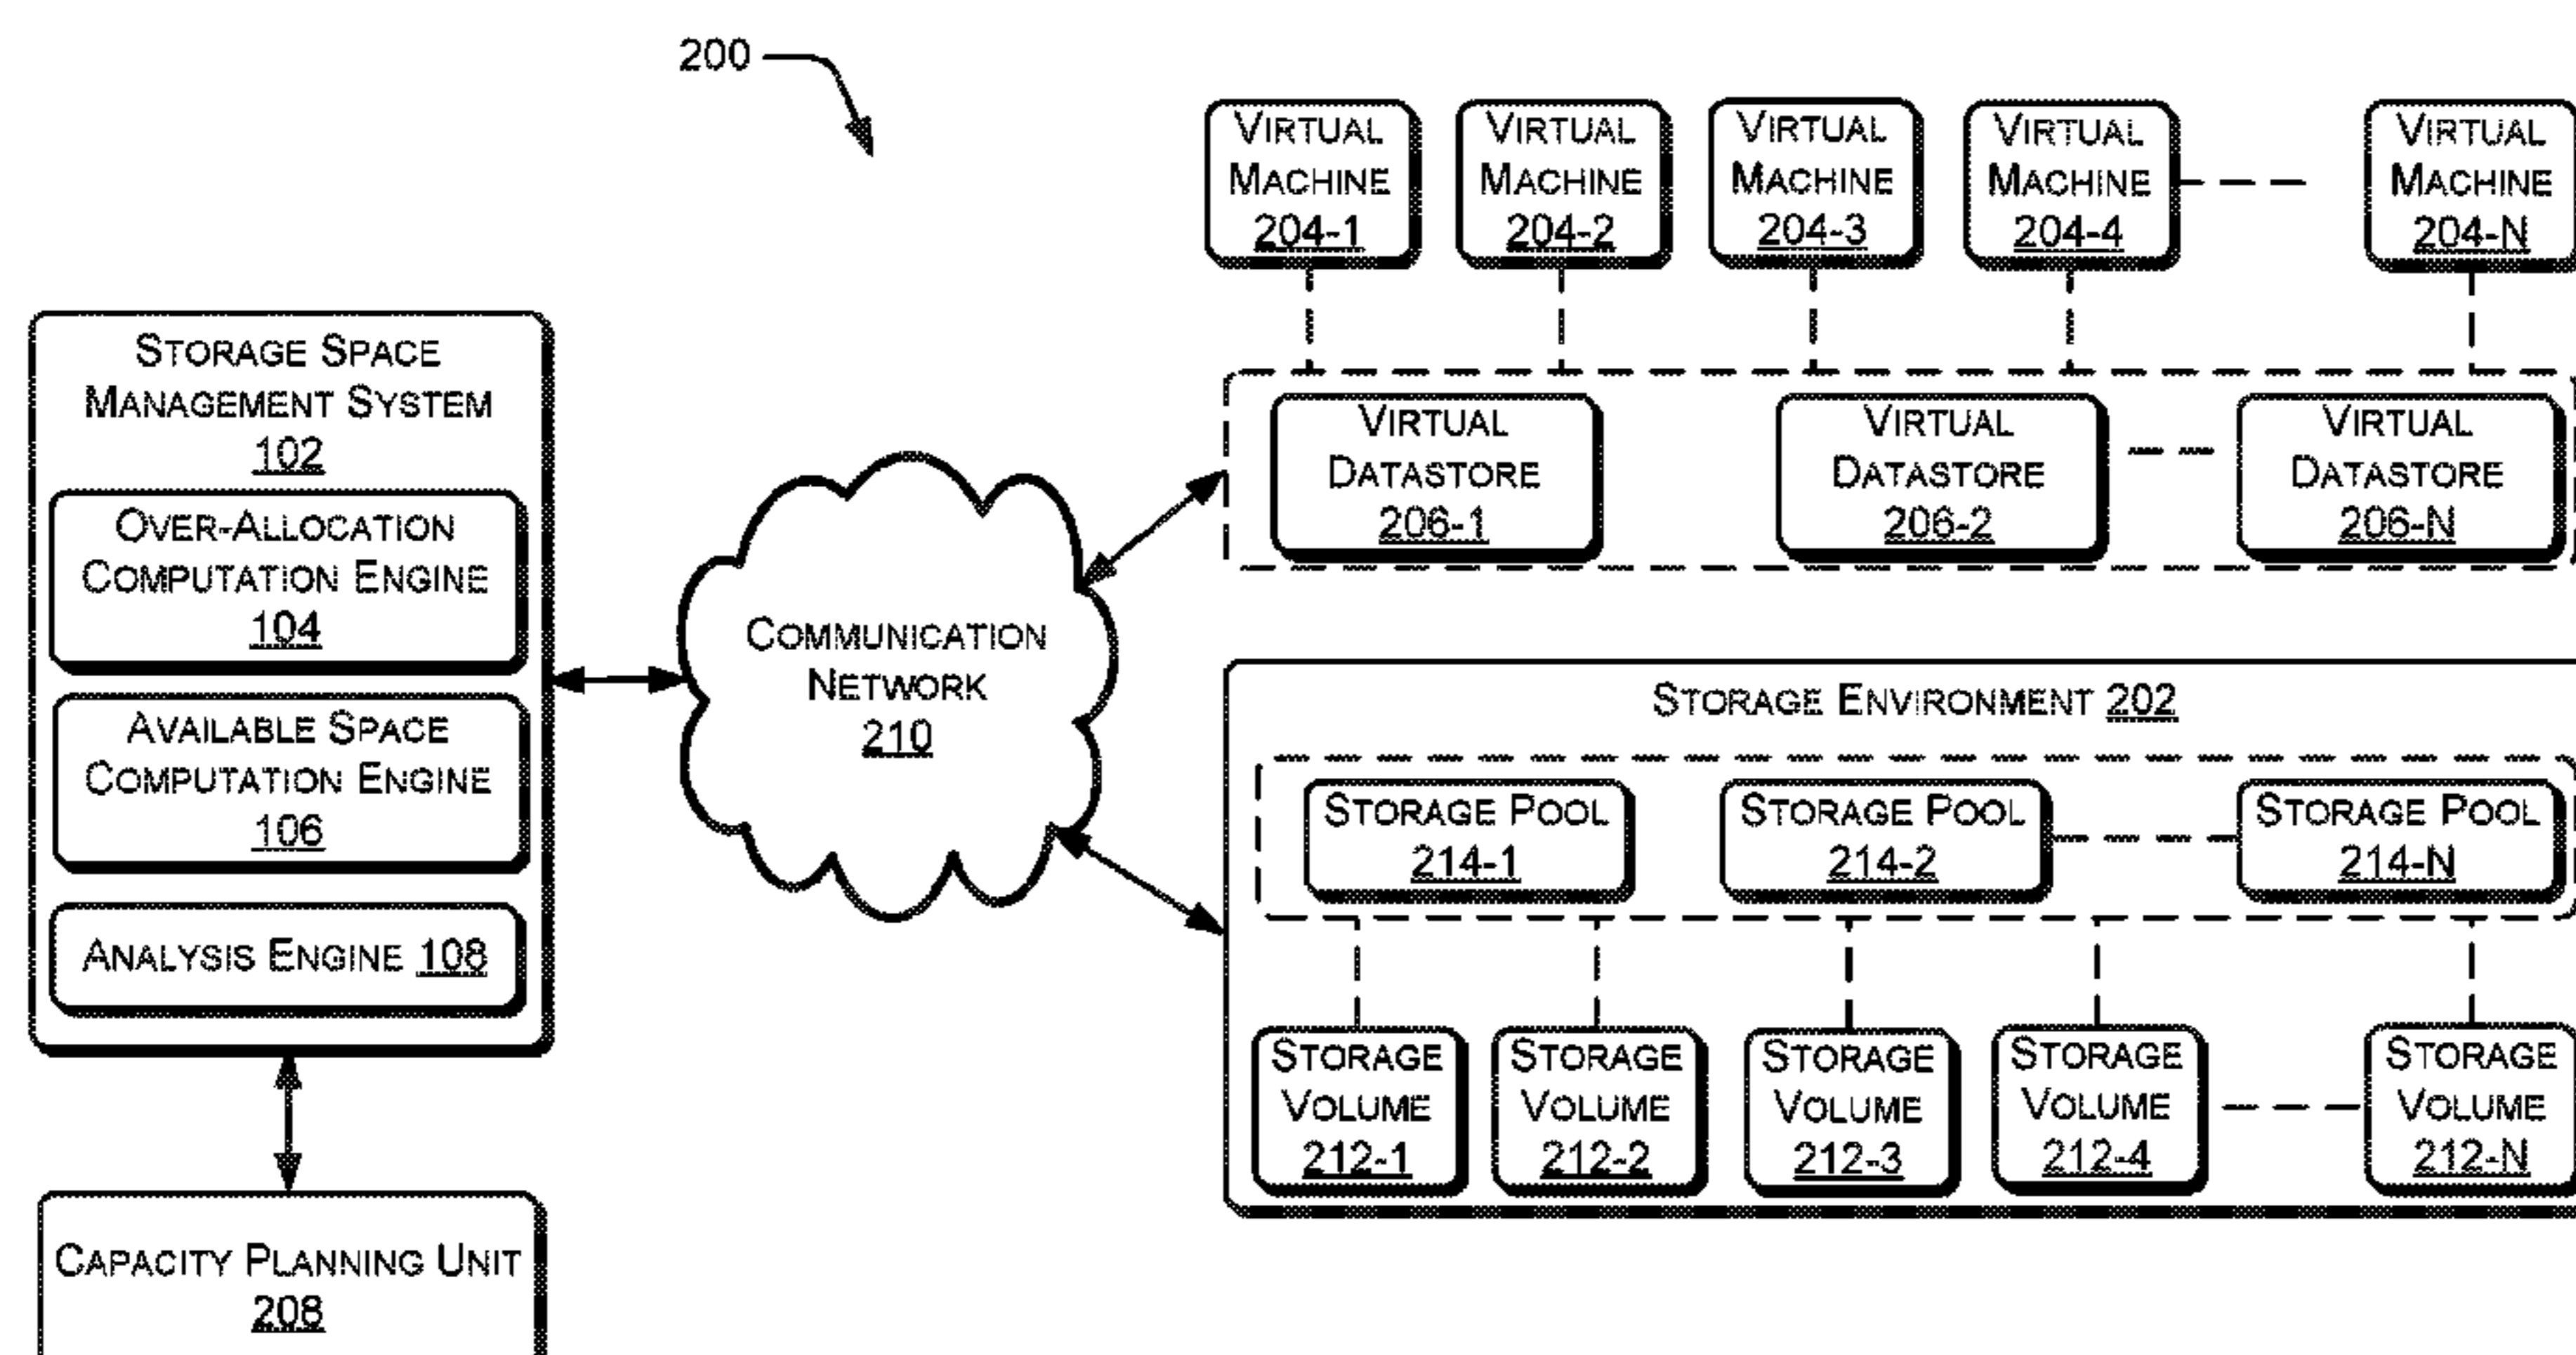 200
VIRTUAL
MACHINE
204-1
VIRTUAL
MACHINE
204-2
VIRTUAL
MACHINE
204-3
VIRTUAL
MACHINE
204-4
VIRTUAL
MACHINE
204-N
STORAGE SPACE
MANAGEMENT SYSTEM
102
OVER-ALLOCATION
COMPUTATION ENGINE
104
AVAILABLE SPACE
COMPUTATION ENGINE
106
ANALYSIS ENGINE 108
CAPACITY PLANNING UNIT
208
COMMUNICATION
NETWORK
210
VIRTUAL
DATASTORE
206-1
VIRTUAL
DATASTORE
206-2
VIRTUAL
DATASTORE
206-N
STORAGE ENVIRONMENT 202
STORAGE POOL
214-1
STORAGE POOL
214-2
STORAGE POOL
214-N
STORAGE
VOLUME
212-1
STORAGE
VOLUME
212-2
STORAGE
VOLUME
212-3
STORAGE
VOLUME
212-4
STORAGE
VOLUME
212-N